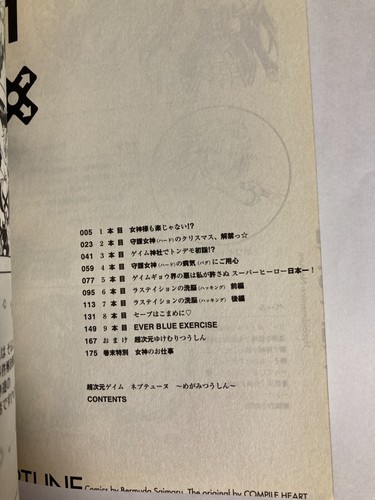 005 1本目 女神様も楽じゃない!?
023 2本目 守護女神(ハード)のクリスマス、解禁っ☆
041 3本目 ゲイム神社でトンデモ初詣!?
059 4本目 守護女神(ハード)の病気(バグ)にご用心
077 5本目 ゲイムギョウ界の悪は私が許さぬ スーパーヒーロー日本一!
095 6本目 ラステイションの洗脳(ハッキング) 前編
113 7本目 ラステイションの洗脳(ハッキング) 後編
131 8本目 セーブはこまめに♡
149 9本目 EVER BLUE EXERCISE
167 おまけ 超次元ゆけむりつうしん
175 巻末特別 女神のお仕事
超次元ゲイム ネプテューヌ ~めがみつうしん~
CONTENTS
PTUNE
Comics by Bermuda Saimaru. The original by COMPILE HEART